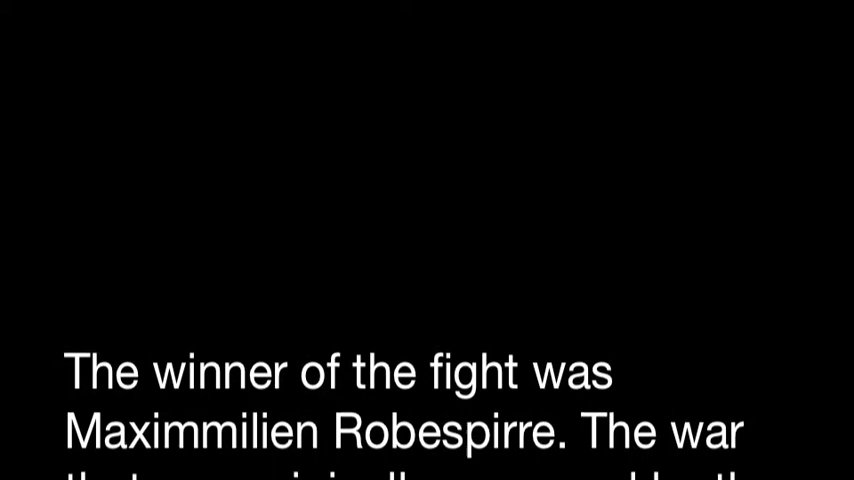 The winner of the fight was
Maximmilien Robespirre. The war